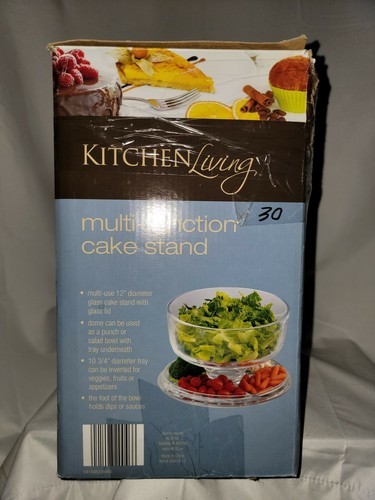 KITCHENLiving
multi-function
30
cake stand
• multi-use 12" diameter
glass cake stand with
glass lid
• dome can be used
as a punch or
salad bowl with
tray underneath
• 10 3/4" diameter tray
can be inverted for
veggies, fruits or
appetizers
• the foot of the bowl
holds dips or sauces